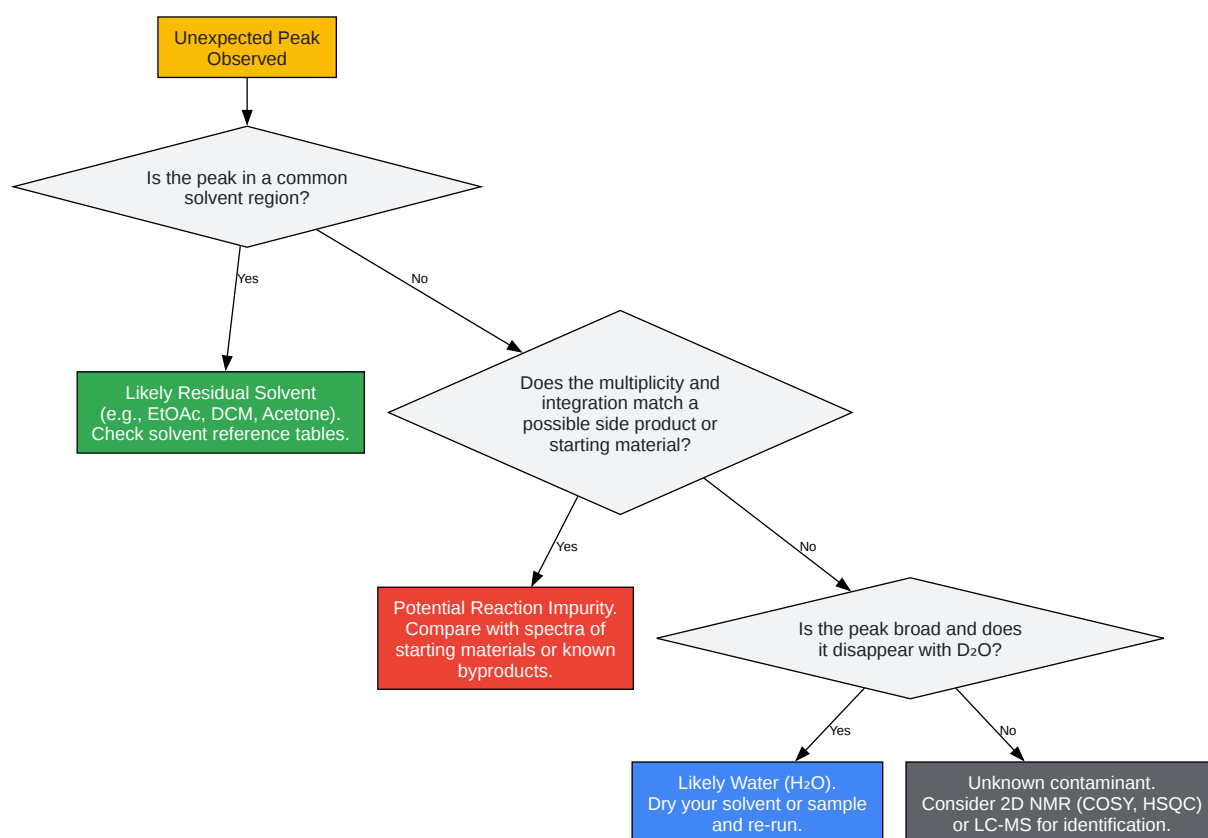 Unexpected Peak
Observed
Is the peak in a common
solvent region?
Yes
No
Likely Residual Solvent
(e.g., EtOAc, DCM, Acetone).
Check solvent reference tables.
Does the multiplicity and
integration match a
possible side product or
starting material?
Yes
No
Potential Reaction Impurity.
Compare with spectra of
starting materials or known
byproducts.
Is the peak broad and does
it disappear with D₂O?
Yes
No
Likely Water (H₂O).
Dry your solvent or sample
and re-run.
Unknown contaminant.
Consider 2D NMR (COSY, HSQC)
or LC-MS for identification.